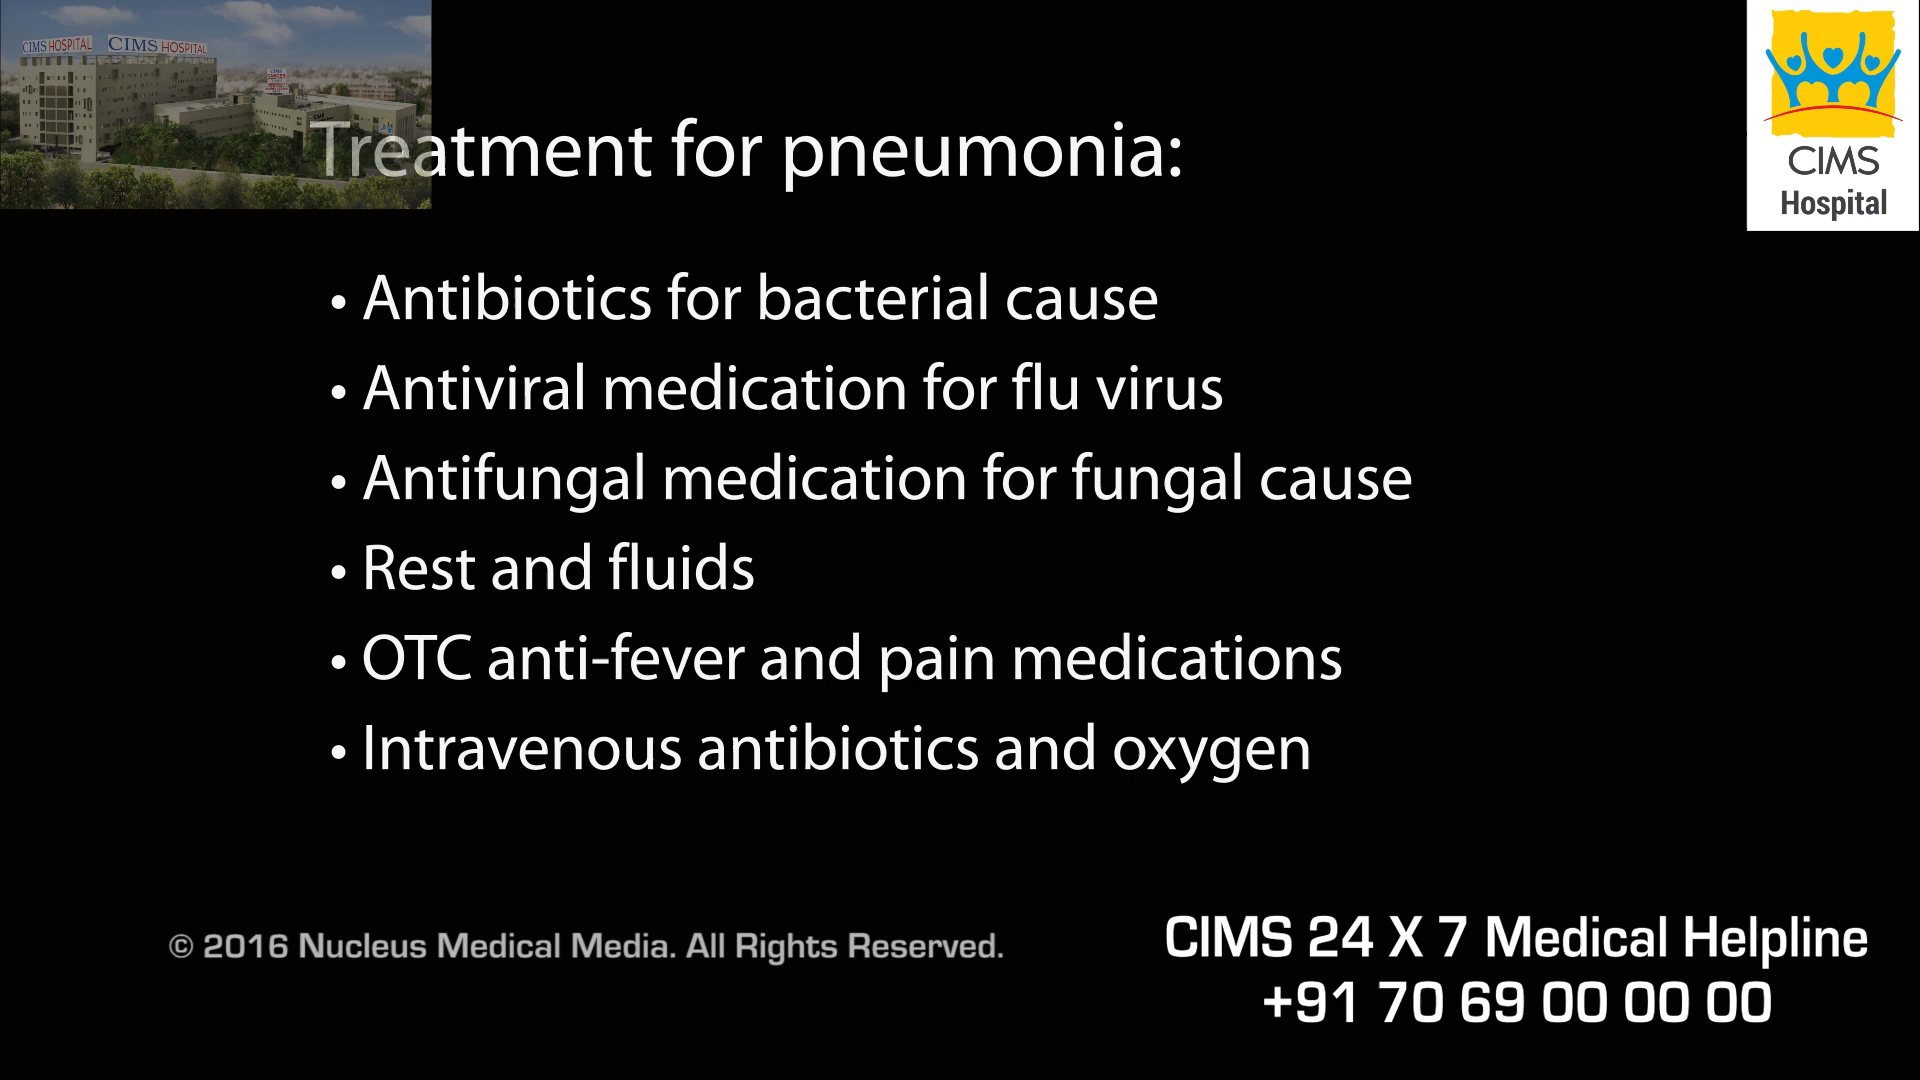 CIMS HOSPITAL CIMS HOSPITAL
CIMS
Hospital
Treatment for pneumonia:
• Antibiotics for bacterial cause
• Antiviral medication for flu virus
• Antifungal medication for fungal cause
• Rest and fluids
• OTC anti-fever and pain medications
• Intravenous antibiotics and oxygen
© 2016 Nucleus Medical Media. All Rights Reserved.
CIMS 24 X 7 Medical Helpline
+91 70 69 00 00 00